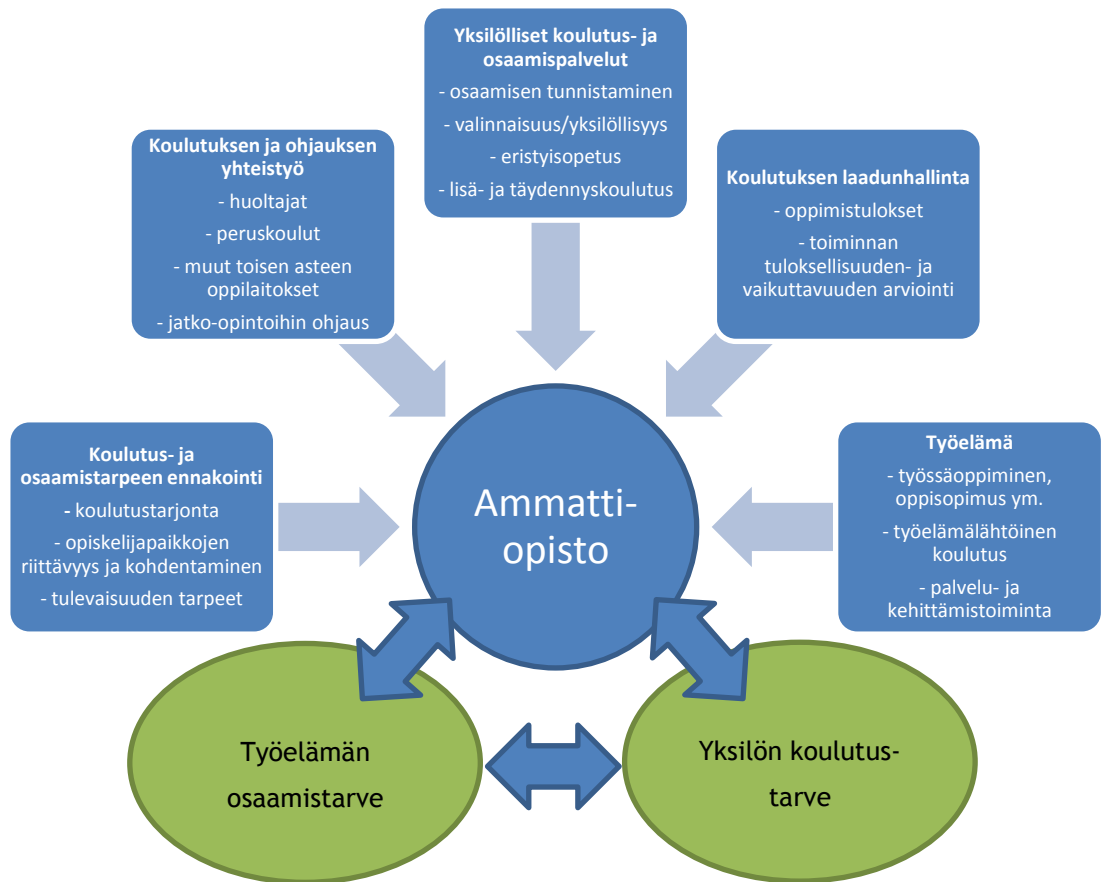 Yksilölliset koulutus- ja
osaamispalvelut
- osaamisen tunnistaminen
- valinnaisuus/yksilöllisyys
- eristyisopetus
- lisä- ja täydennyskoulutus
Koulutuksen ja ohjauksen
yhteistyö
- huoltajat
- peruskoulut
- muut toisen asteen
oppilaitokset
- jatko-opintoihin ohjaus
Koulutuksen laadunhallinta
- oppimistulokset
- toiminnan
tuloksellisuuden- ja
vaikuttavuuden arviointi
Koulutus- ja
osaamistarpeen ennakointi
- koulutustarjonta
- opiskelijapaikkojen
riittävyys ja kohdentaminen
- tulevaisuuden tarpeet
Ammatti-
opisto
Työelämä
- työssäoppiminen,
oppisopimus ym.
- työelämälähtöinen
koulutus
- palvelu- ja
kehittämistoiminta
Työelämän
osaamistarve
Yksilön koulutus-
tarve